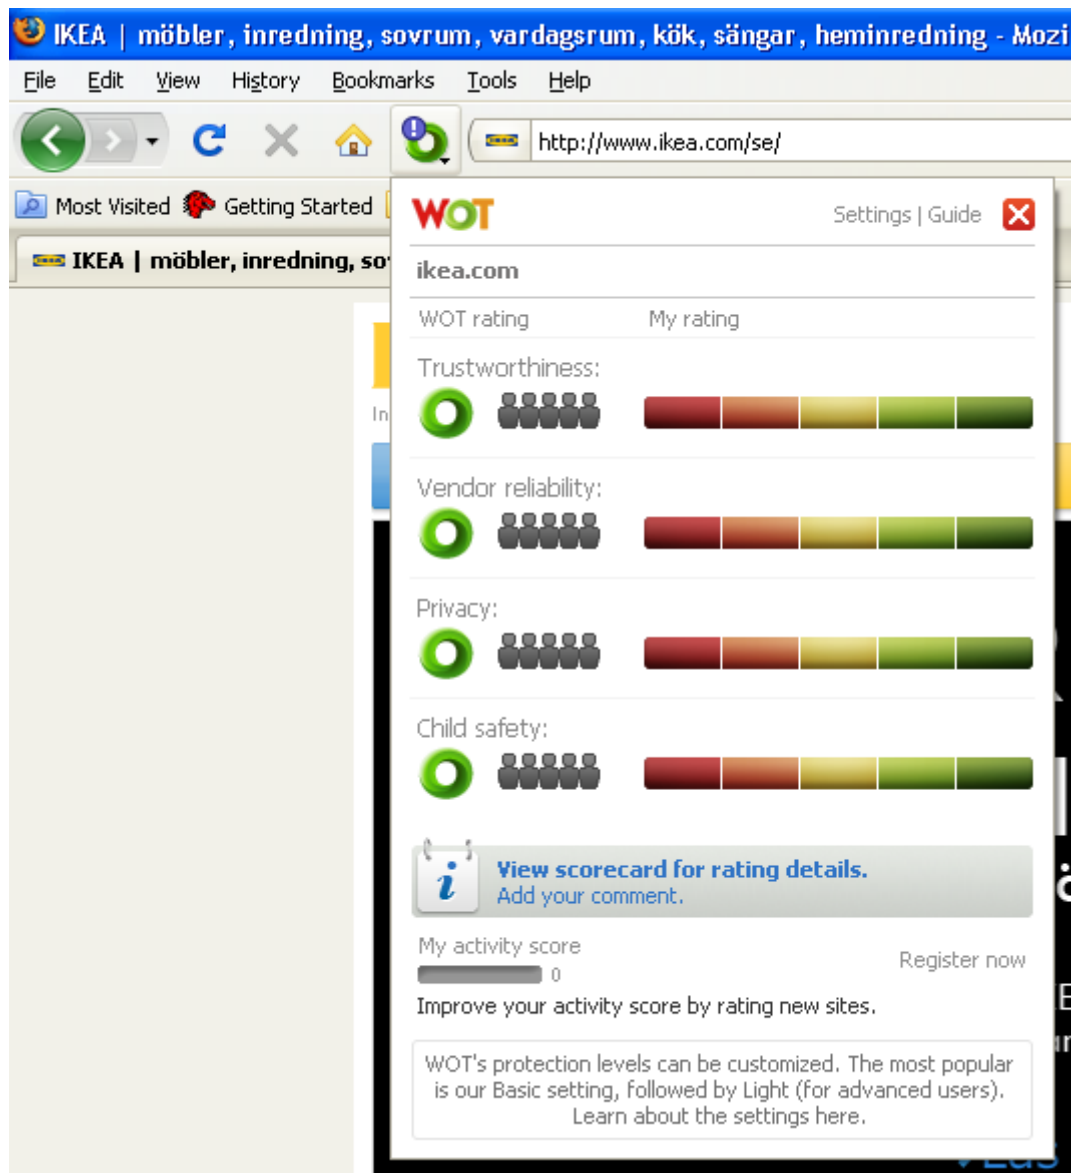 IKEA | möbler, inredning, sovrum, vardagsrum, kök, sängar, heminredning - Mozi
File Edit View History Bookmarks Tools Help
http://www.ikea.com/se/
Most Visited Getting Started
IKEA | möbler, inredning, so
WOT Settings | Guide
ikea.com
WOT rating My rating
Trustworthiness:
In
Vendor reliability:
Privacy:
Child safety:
View scorecard for rating details.
Add your comment.
My activity score
0
Register now
Improve your activity score by rating new sites.
WOT's protection levels can be customized. The most popular
is our Basic setting, followed by Light (for advanced users).
Learn about the settings here.